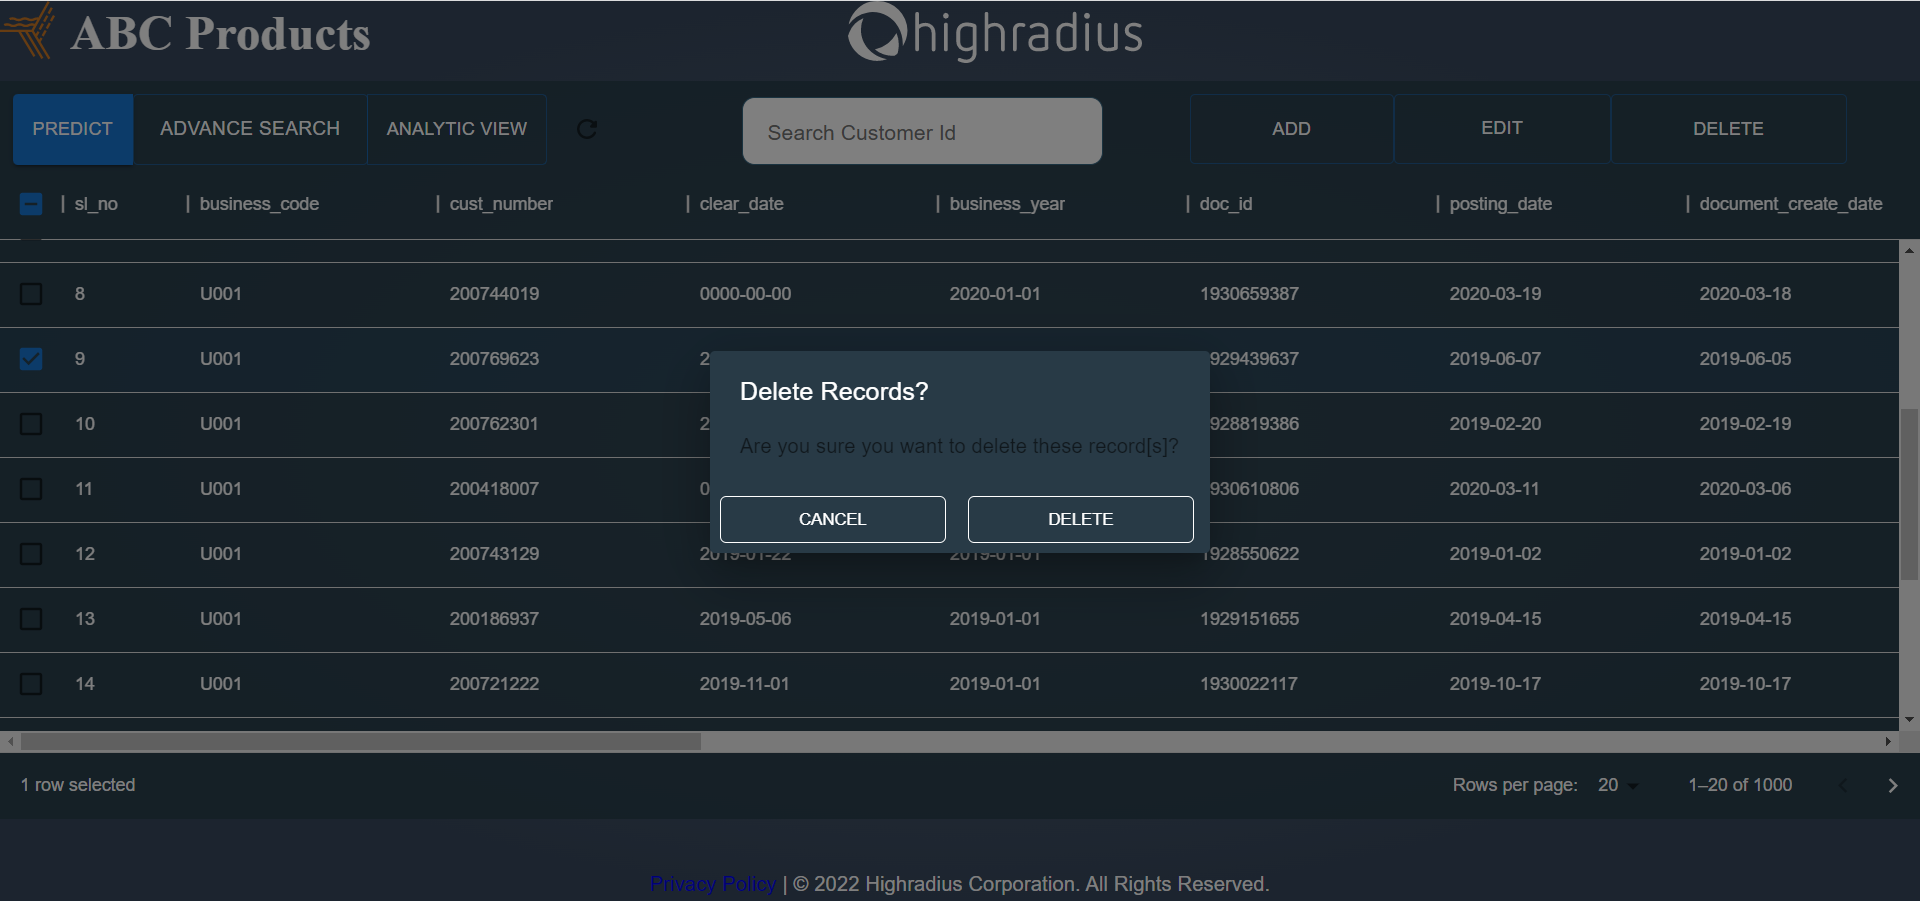 ABC Products highradius
PREDICT ADVANCE SEARCH ANALYTIC VIEW Search Customer Id ADD EDIT DELETE
sl_no business_code cust_number clear_date business_year doc_id posting_date document_create_date
8 U001 200744019 0000-00-00 2020-01-01 1930659387 2020-03-19 2020-03-18
9 U001 200769623 2 929439637 2019-06-07 2019-06-05
10 U001 200762301 2 928819386 2019-02-20 2019-02-19
11 U001 200418007 0 930610806 2020-03-11 2020-03-06
12 U001 200743129 2019-01-22 2019-01-01 1928550622 2019-01-02 2019-01-02
13 U001 200186937 2019-05-06 2019-01-01 1929151655 2019-04-15 2019-04-15
14 U001 200721222 2019-11-01 2019-01-01 1930022117 2019-10-17 2019-10-17
Delete Records?
Are you sure you want to delete these record[s]?
CANCEL DELETE
1 row selected Rows per page: 20 1–20 of 1000
Privacy Policy | © 2022 Highradius Corporation. All Rights Reserved.